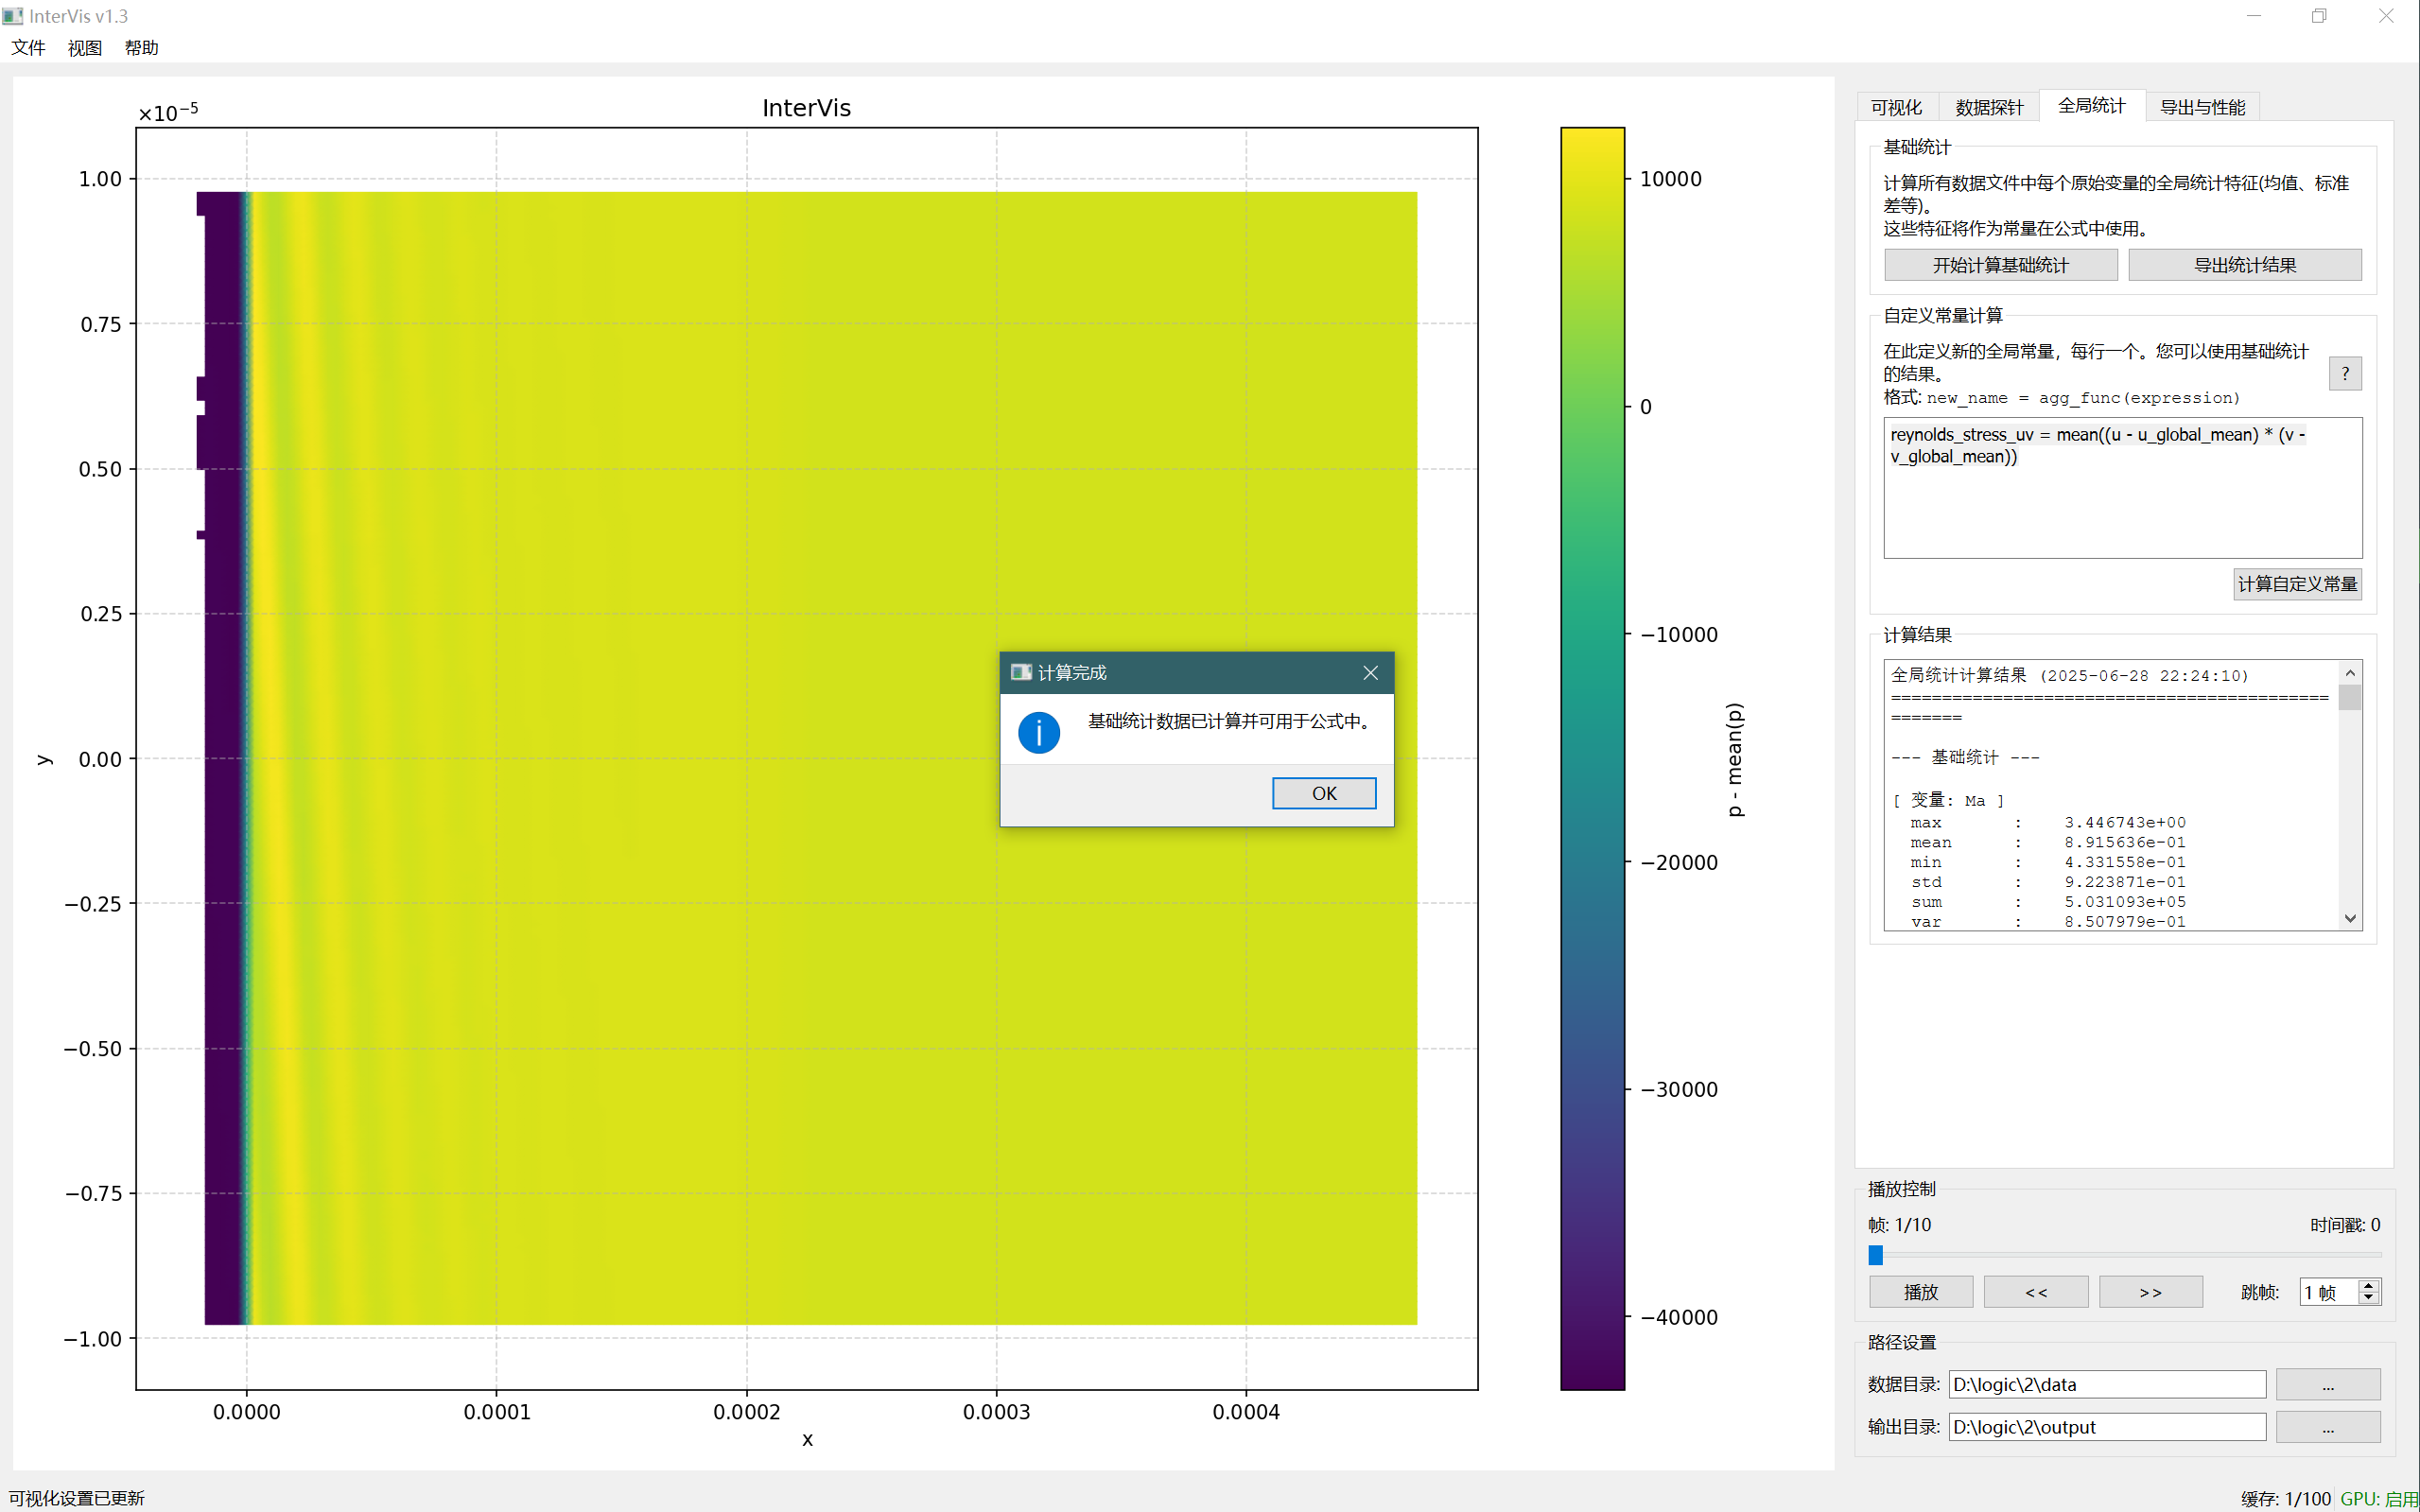 InterVis v1.3
文件 视图 帮助
×10⁻⁵
InterVis
1.00
0.75
0.50
0.25
0.00
−0.25
−0.50
−0.75
−1.00
y
0.0000 0.0001 0.0002 0.0003 0.0004
x
10000
0
−10000
−20000
−30000
−40000
p - mean(p)
计算完成
基础统计数据已计算并可用于公式中。
OK
可视化 数据探针 全局统计 导出与性能
基础统计
计算所有数据文件中每个原始变量的全局统计特征(均值、标准
差等)。
这些特征将作为常量在公式中使用。
开始计算基础统计 导出统计结果
自定义常量计算
在此定义新的全局常量，每行一个。您可以使用基础统计
的结果。
格式: new_name = agg_func(expression)
?
reynolds_stress_uv = mean((u - u_global_mean) * (v -
v_global_mean))
计算自定义常量
计算结果
全局统计计算结果 (2025-06-28 22:24:10)
===========================================
=======
--- 基础统计 ---
[ 变量: Ma ]
max : 3.446743e+00
mean : 8.915636e-01
min : 4.331558e-01
std : 9.223871e-01
sum : 5.031093e+05
var : 8.507979e-01
播放控制
帧: 1/10 时间戳: 0
播放 << >> 跳帧: 1 帧
路径设置
数据目录: D:\logic\2\data ...
输出目录: D:\logic\2\output ...
可视化设置已更新 缓存: 1/100 GPU: 启用